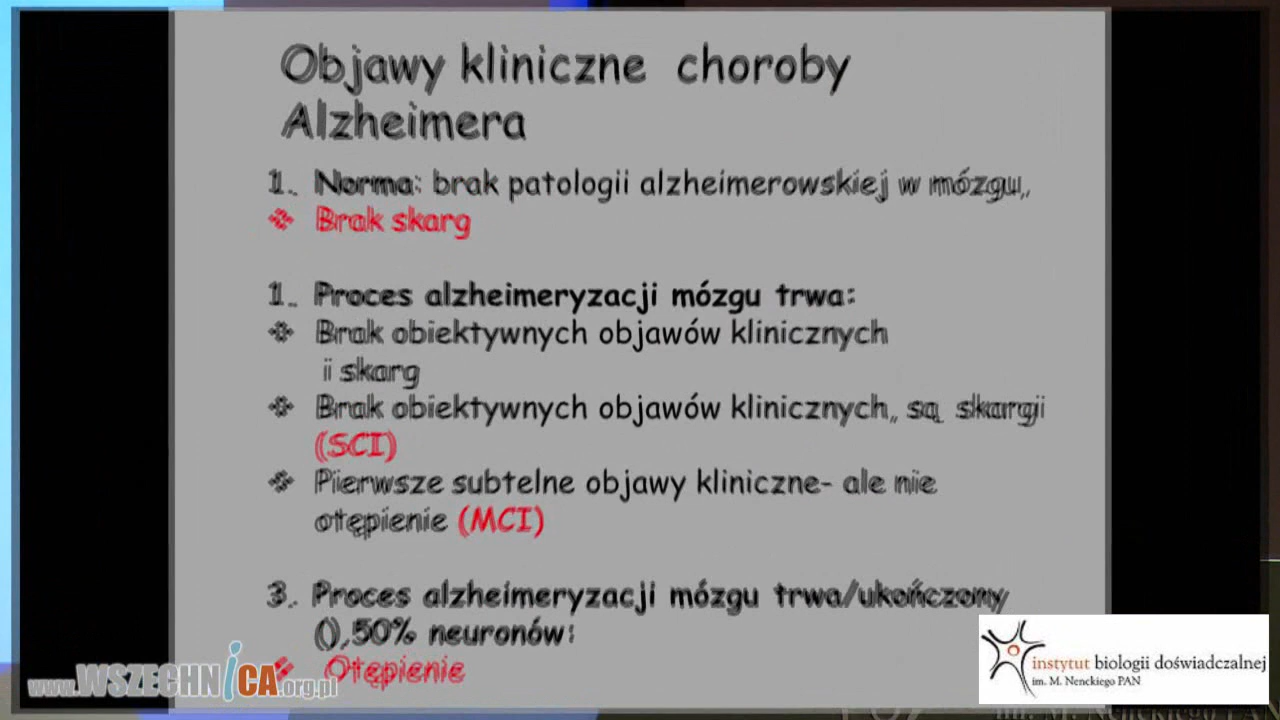 Objawy kliniczne choroby
Alzheimera
1. Norma: brak patologii alzheimerowskiej w mózgu,
❖ Brak skarg
1. Proces alzheimeryzacji mózgu trwa:
❖ Brak obiektywnych objawów klinicznych
i skarg
❖ Brak obiektywnych objawów klinicznych, są skargi
(SCI)
❖ Pierwsze subtelne objawy kliniczne- ale nie
otępienie (MCI)
3. Proces alzheimeryzacji mózgu trwa/ukończony
(),50% neuronów:
❖ Otępienie
www.WSZECHNICA.org.pl
instytut biologii doświadczalnej
im. M. Nenckiego PAN